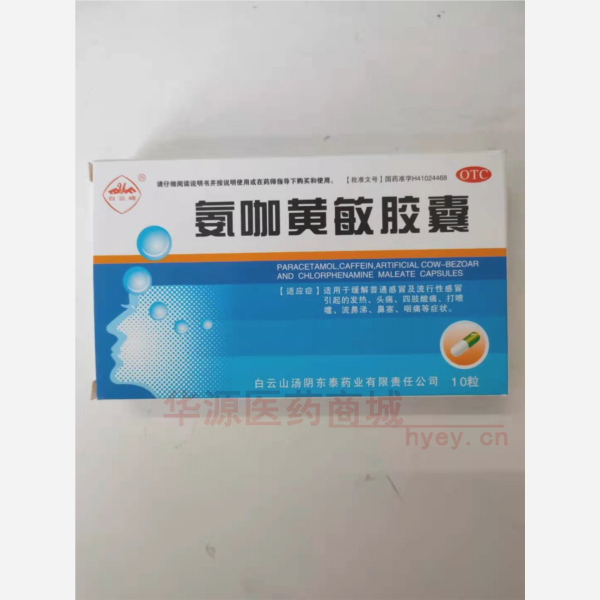 请仔细阅读说明书并按说明使用或在药师指导下购买和使用。 【批准文号】国药准字H41024468 OTC
白云峰
氨咖黄敏胶囊
PARACETAMOL,CAFFEIN,ARTIFICIAL COW-BEZOAR
AND CHLORPHENAMINE MALEATE CAPSULES
【适应症】适用于缓解普通感冒及流行性感冒
引起的发热、头痛、四肢酸痛、打喷
嚏、流鼻涕、鼻塞、咽痛等症状。
白云山汤阴东泰药业有限责任公司 10粒
华源医药商城
hyey.cn